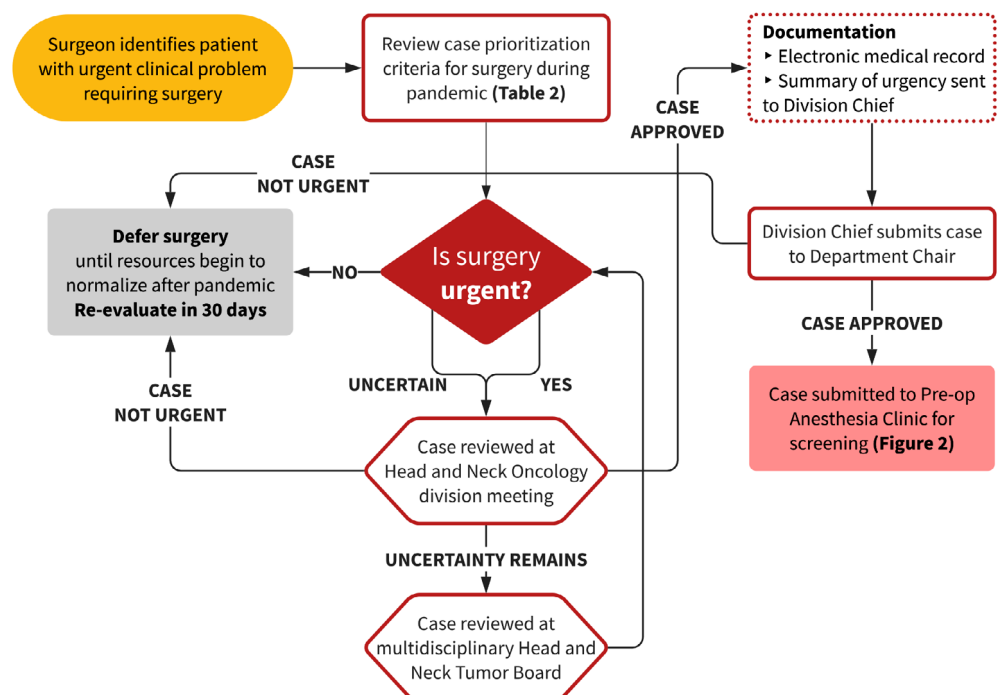 Surgeon identifies patient
with urgent clinical problem
requiring surgery
Review case prioritization
criteria for surgery during
pandemic (Table 2)
Documentation
‣ Electronic medical record
‣ Summary of urgency sent
to Division Chief
CASE
APPROVED
CASE
NOT URGENT
Defer surgery
until resources begin to
normalize after pandemic
Re-evaluate in 30 days
NO
Is surgery
urgent?
Division Chief submits case
to Department Chair
CASE APPROVED
UNCERTAIN
YES
CASE
NOT URGENT
Case submitted to Pre-op
Anesthesia Clinic for
screening (Figure 2)
Case reviewed at
Head and Neck Oncology
division meeting
UNCERTAINTY REMAINS
Case reviewed at
multidisciplinary Head and
Neck Tumor Board